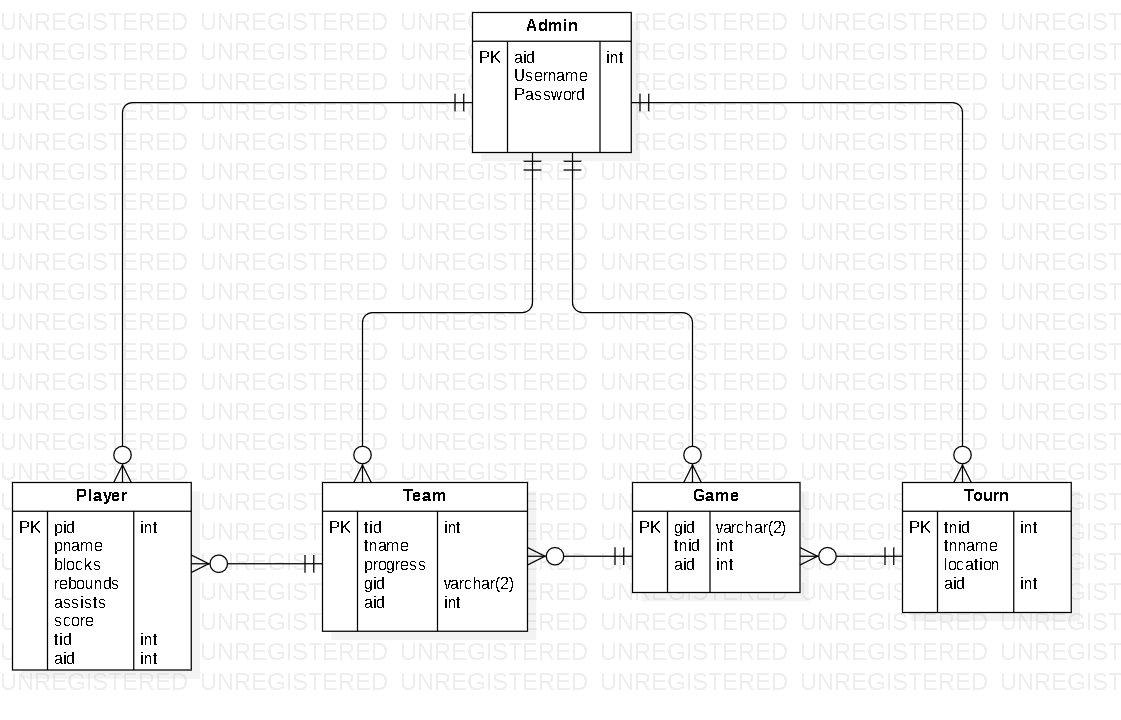 Admin
PK aid int
Username
Password
Player
PK pid int
pname
blocks
rebounds
assists
score
tid int
aid int
Team
PK tid int
tname
progress
gid varchar(2)
aid int
Game
PK gid varchar(2)
tnid int
aid int
Tourn
PK tnid int
tnname
location
aid int
UNREGISTERED